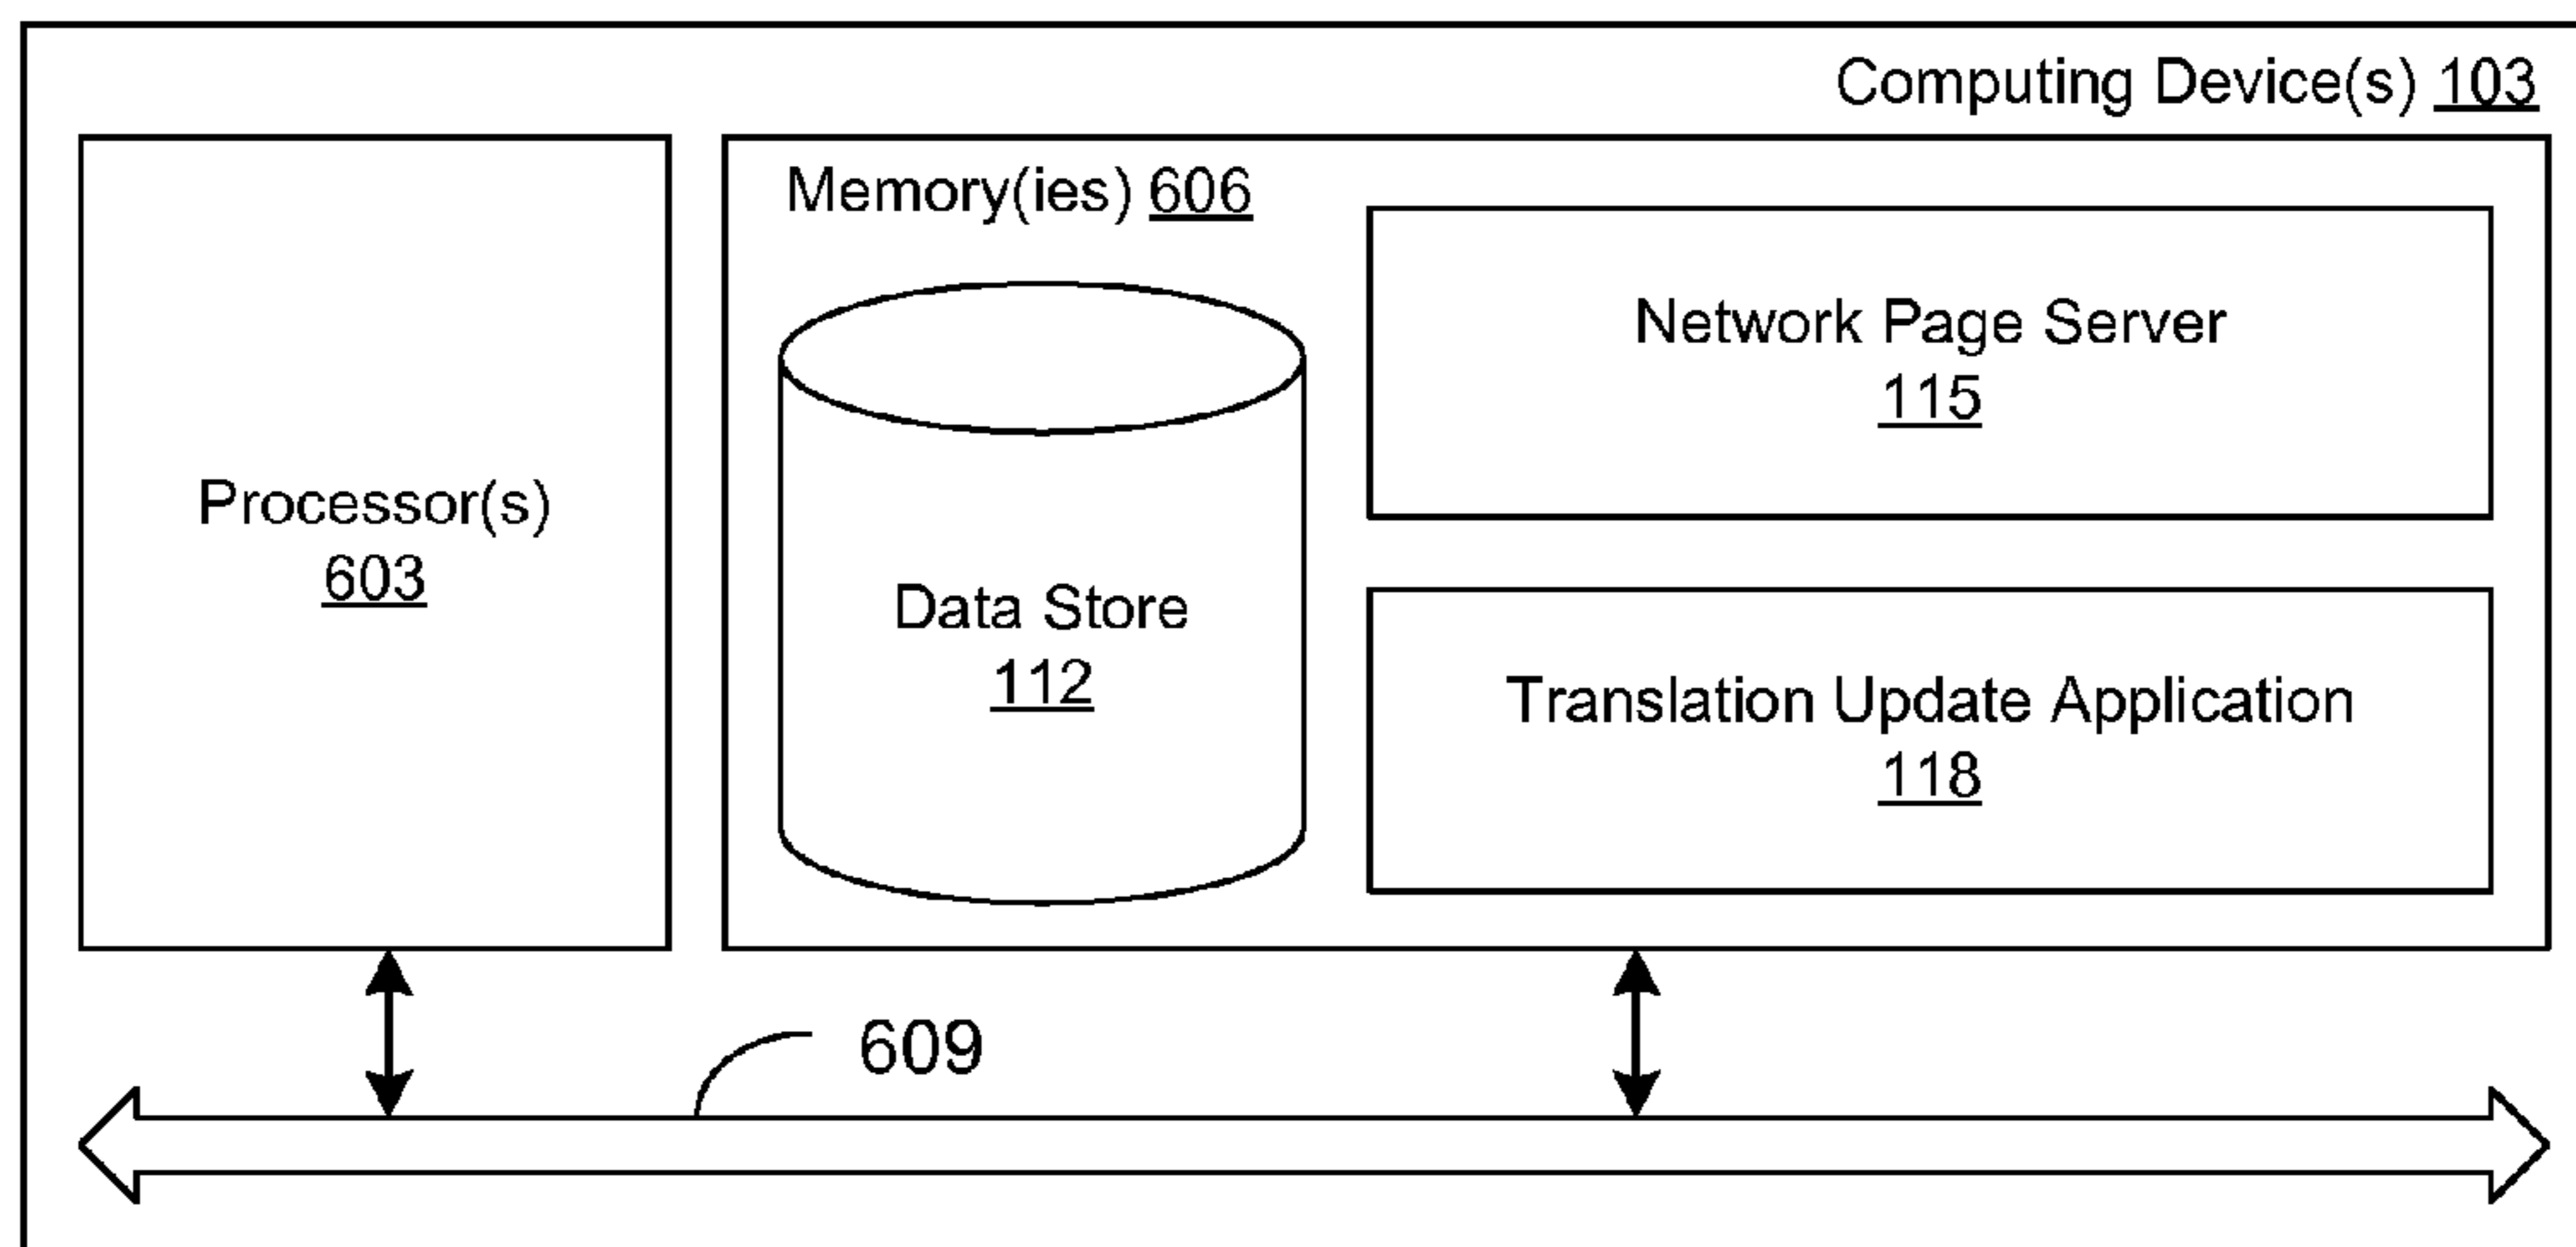 Computing Device(s) 103
Memory(ies) 606
Network Page Server
115
Processor(s)
603
Data Store
112
Translation Update Application
118
609